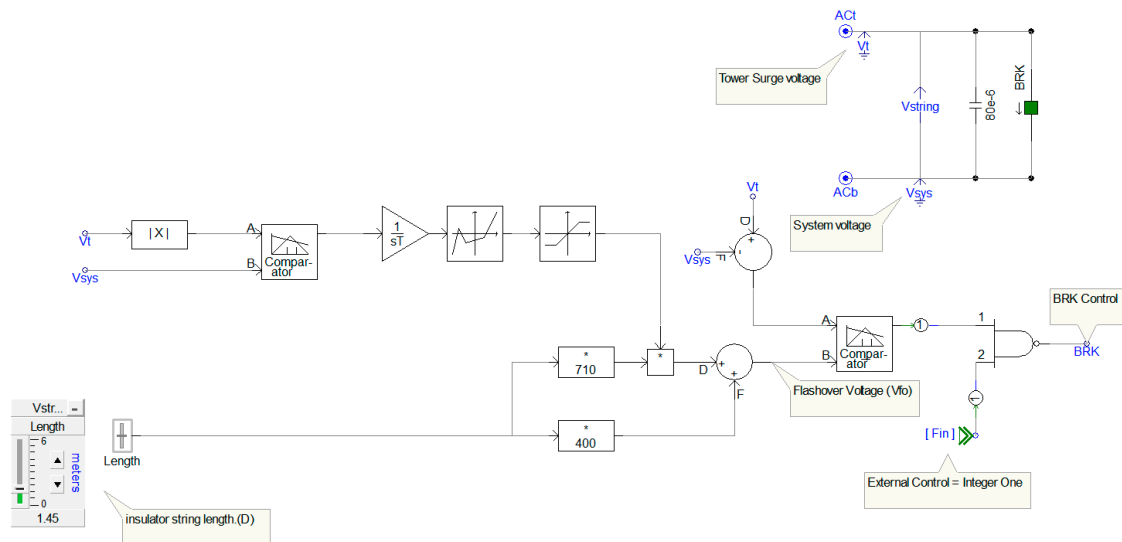 ACt
Vt
Tower Surge voltage
Vstring
80e-6
BRK
ACb
Vsys
System voltage
Vt
D
+
-
F
Vsys
|X|
Vt
Vsys
A
B
Compar-
ator
1
sT
*
710
*
D
+
+
F
Flashover Voltage (Vfo)
A
B
Compar-
ator
1
1
2
BRK Control
BRK
1
[ Fin ]
External Control = Integer One
*
400
Vstr...
Length
6
0
meters
1.45
Length
insulator string length.(D)